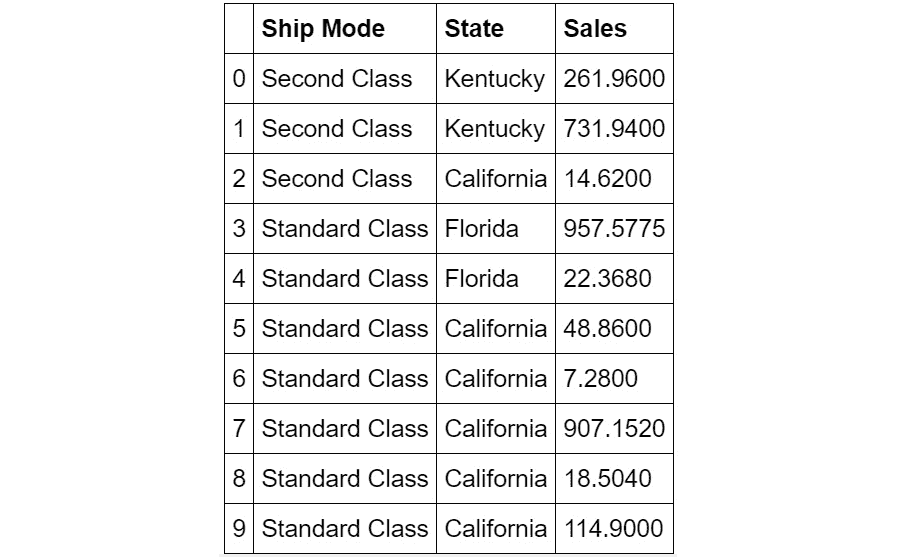 Ship Mode State Sales
0 Second Class Kentucky 261.9600
1 Second Class Kentucky 731.9400
2 Second Class California 14.6200
3 Standard Class Florida 957.5775
4 Standard Class Florida 22.3680
5 Standard Class California 48.8600
6 Standard Class California 7.2800
7 Standard Class California 907.1520
8 Standard Class California 18.5040
9 Standard Class California 114.9000